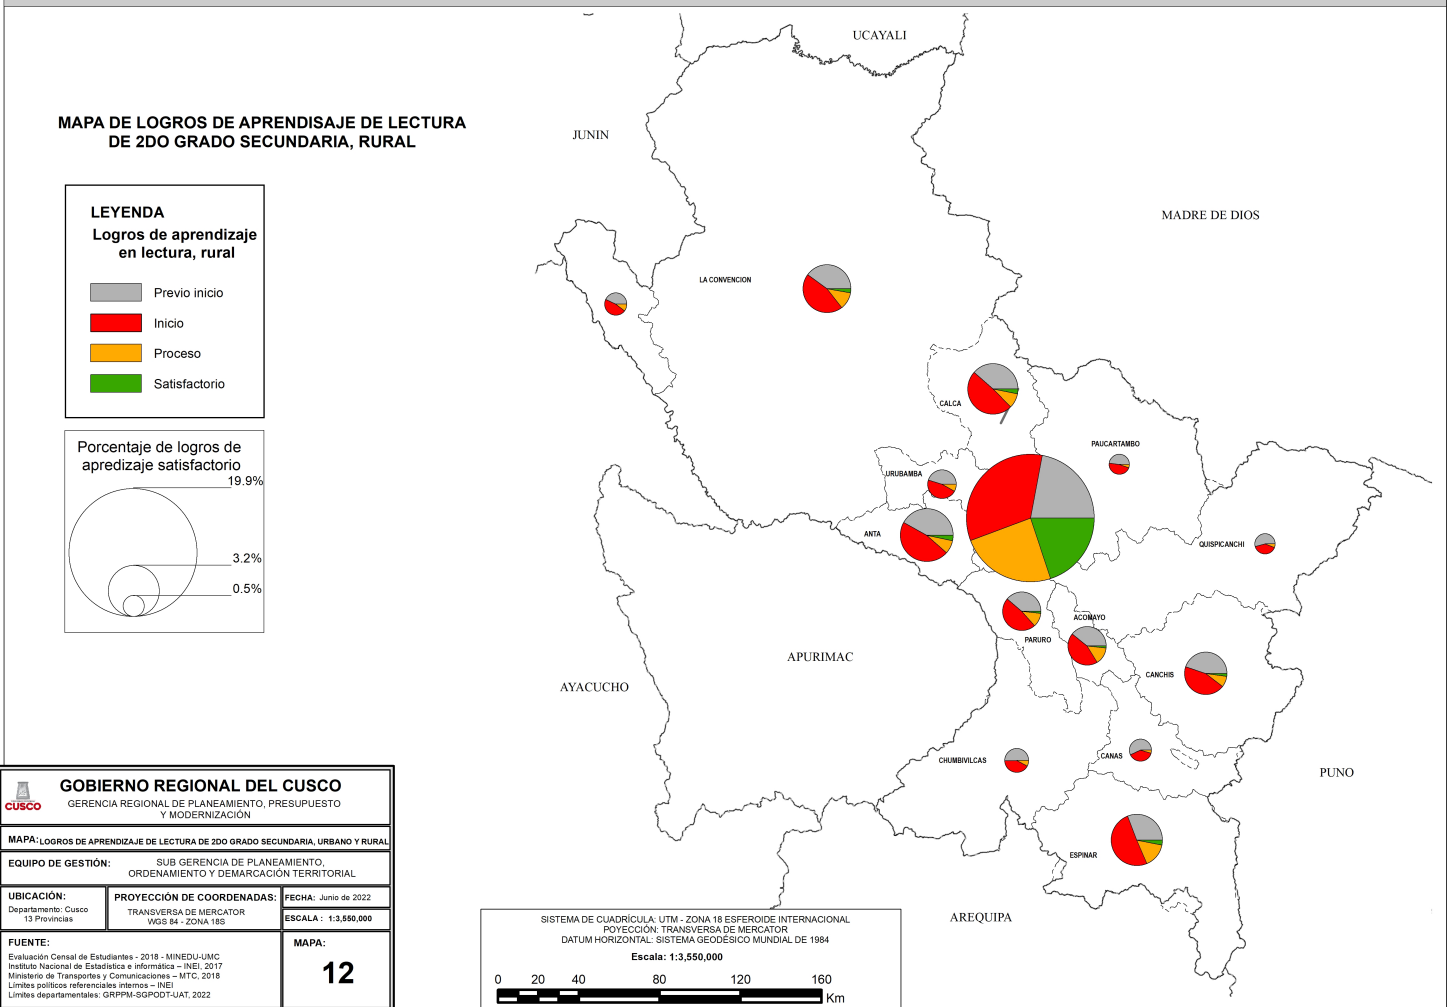 MAPA DE LOGROS DE APRENDISAJE DE LECTURA
DE 2DO GRADO SECUNDARIA, RURAL
LEYENDA
Logros de aprendizaje
en lectura, rural
Previo inicio
Inicio
Proceso
Satisfactorio
Porcentaje de logros de
apredizaje satisfactorio
19.9%
3.2%
0.5%
UCAYALI
JUNIN
MADRE DE DIOS
LA CONVENCION
CALCA
PAUCARTAMBO
URUBAMBA
ANTA
QUISPICANCHI
ACOMAYO
PARURO
APURIMAC
AYACUCHO
CANCHIS
CHUMBIVILCAS
CANAS
PUNO
ESPINAR
AREQUIPA
CUSCO
GOBIERNO REGIONAL DEL CUSCO
GERENCIA REGIONAL DE PLANEAMIENTO, PRESUPUESTO
Y MODERNIZACIÓN
MAPA: LOGROS DE APRENDIZAJE DE LECTURA DE 2DO GRADO SECUNDARIA, URBANO Y RURAL
EQUIPO DE GESTIÓN: SUB GERENCIA DE PLANEAMIENTO,
ORDENAMIENTO Y DEMARCACIÓN TERRITORIAL
UBICACIÓN:
Departamento: Cusco
13 Provincias
PROYECCIÓN DE COORDENADAS:
TRANSVERSA DE MERCATOR
WGS 84 - ZONA 18S
FECHA: Junio de 2022
ESCALA : 1:3,550,000
FUENTE:
Evaluación Censal de Estudiantes - 2018 - MINEDU-UMC
Instituto Nacional de Estadística e informática – INEI, 2017
Ministerio de Transportes y Comunicaciones – MTC, 2018
Límites políticos referenciales internos – INEI
Límites departamentales: GRPPM-SGPODT-UAT, 2022
MAPA:
12
SISTEMA DE CUADRÍCULA: UTM - ZONA 18 ESFEROIDE INTERNACIONAL
POYECCIÓN: TRANSVERSA DE MERCATOR
DATUM HORIZONTAL: SISTEMA GEODÉSICO MUNDIAL DE 1984
Escala: 1:3,550,000
0 20 40 80 120 160
Km